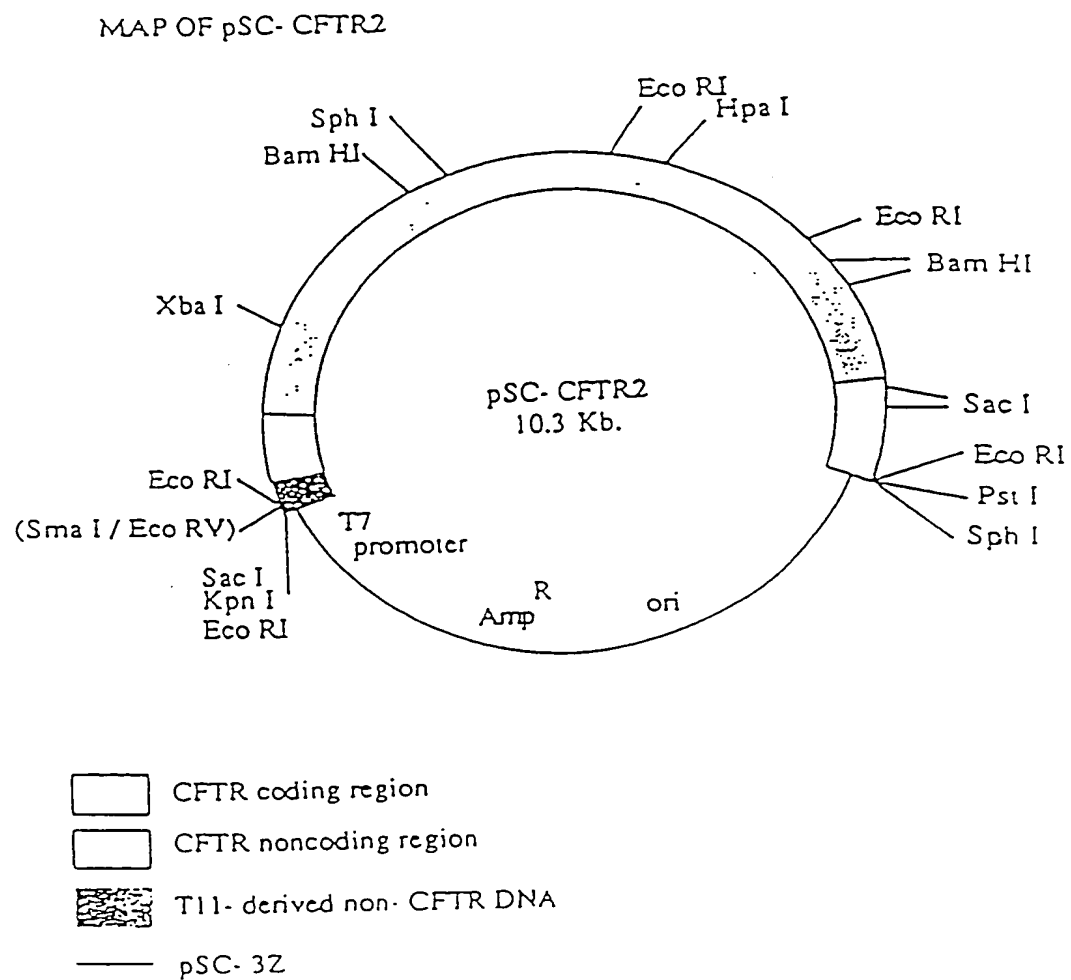 MAP OF pSC- CFTR2
Eco RI
Hpa I
Sph I
Bam HI
Eco RI
Bam HI
Xba I
pSC- CFTR2
10.3 Kb.
Sac I
Eco RI
Eco RI
Pst I
(Sma I / Eco RV)
Sph I
T7
promoter
Sac I
Kpn I
Eco RI
Amp R
ori
CFTR coding region
CFTR noncoding region
T11- derived non- CFTR DNA
pSC- 3Z